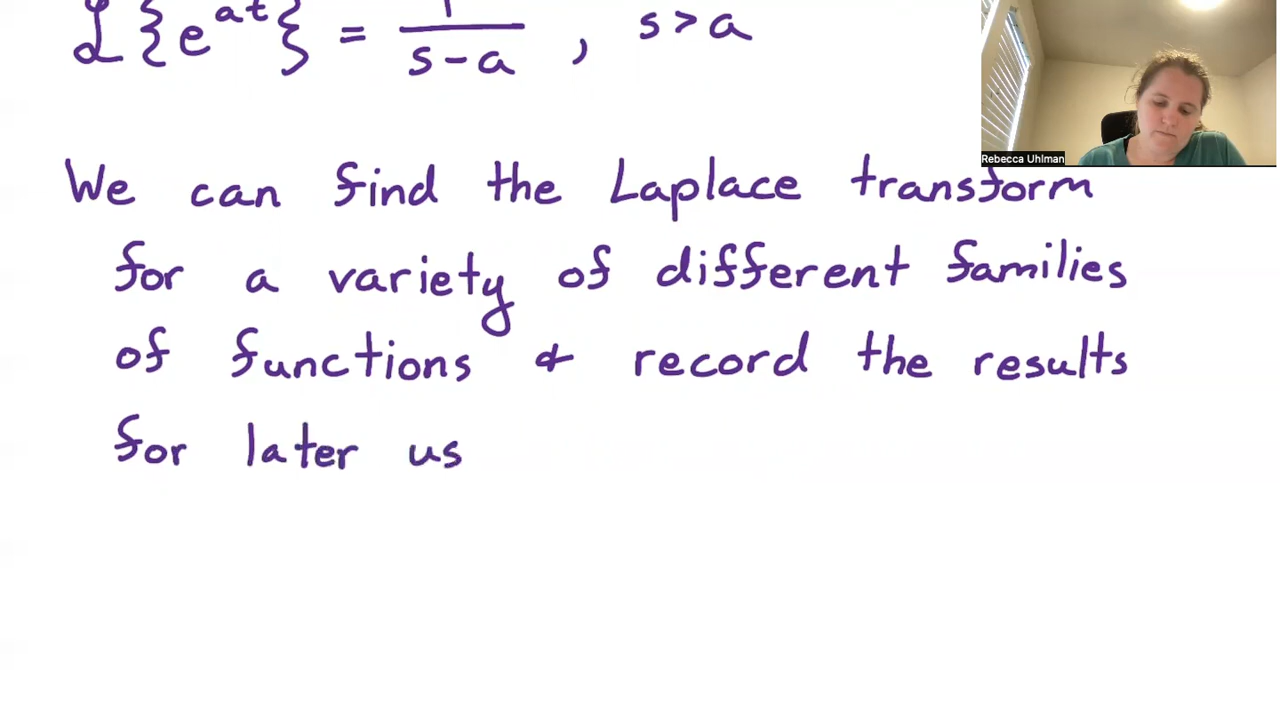 ℒ{e^{at}} = 1/(s-a) , s>a
Rebecca Uhlman
We can find the Laplace transform
for a variety of different families
of functions & record the results
for later us